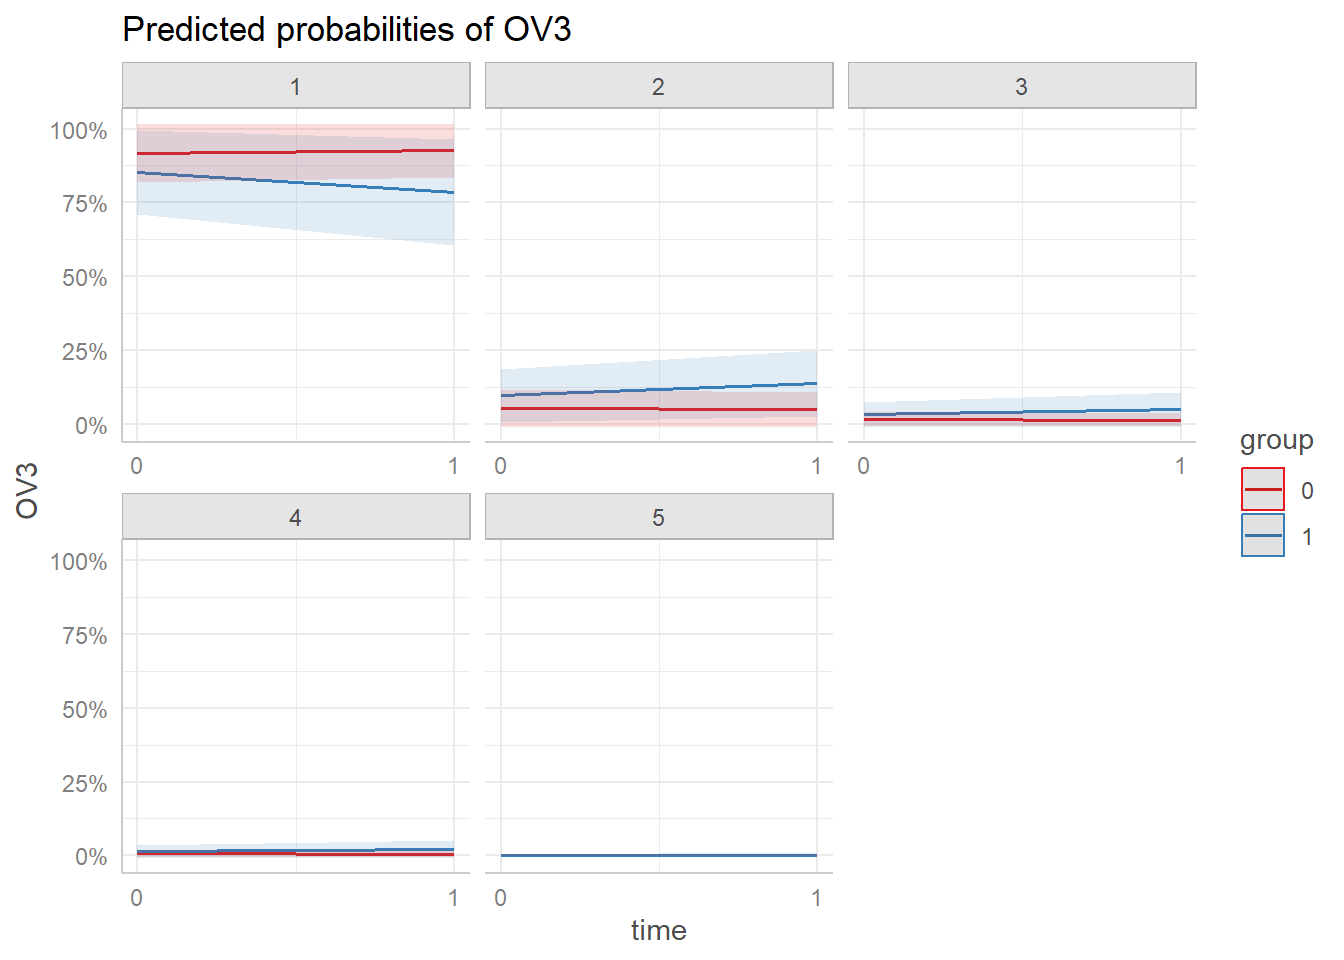 Predicted probabilities of OV3
1 2 3
100%
75%
50%
25%
0%
0 1 0 1 0 1
4 5
100%
75%
50%
25%
0%
0 1 0 1
time
OV3
group
0
1